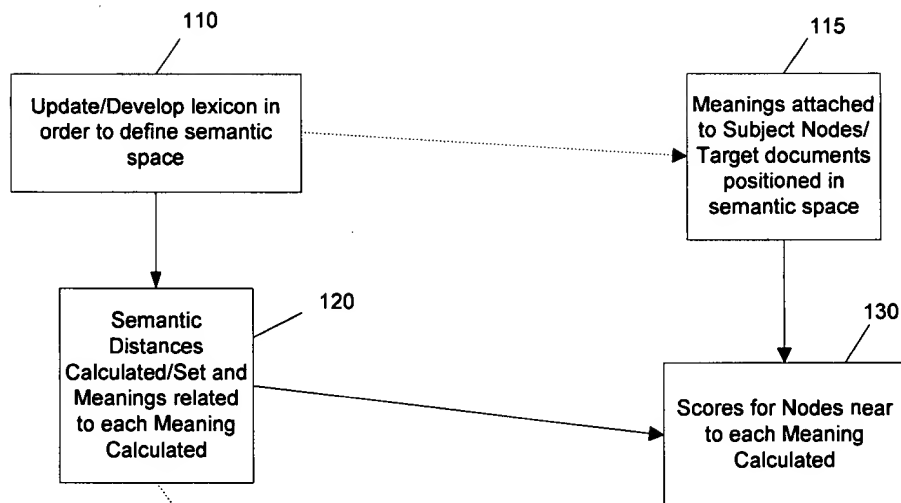 110
Update/Develop lexicon in
order to define semantic
space
115
Meanings attached
to Subject Nodes/
Target documents
positioned in
semantic space
120
Semantic
Distances
Calculated/Set and
Meanings related
to each Meaning
Calculated
130
Scores for Nodes near
to each Meaning
Calculated